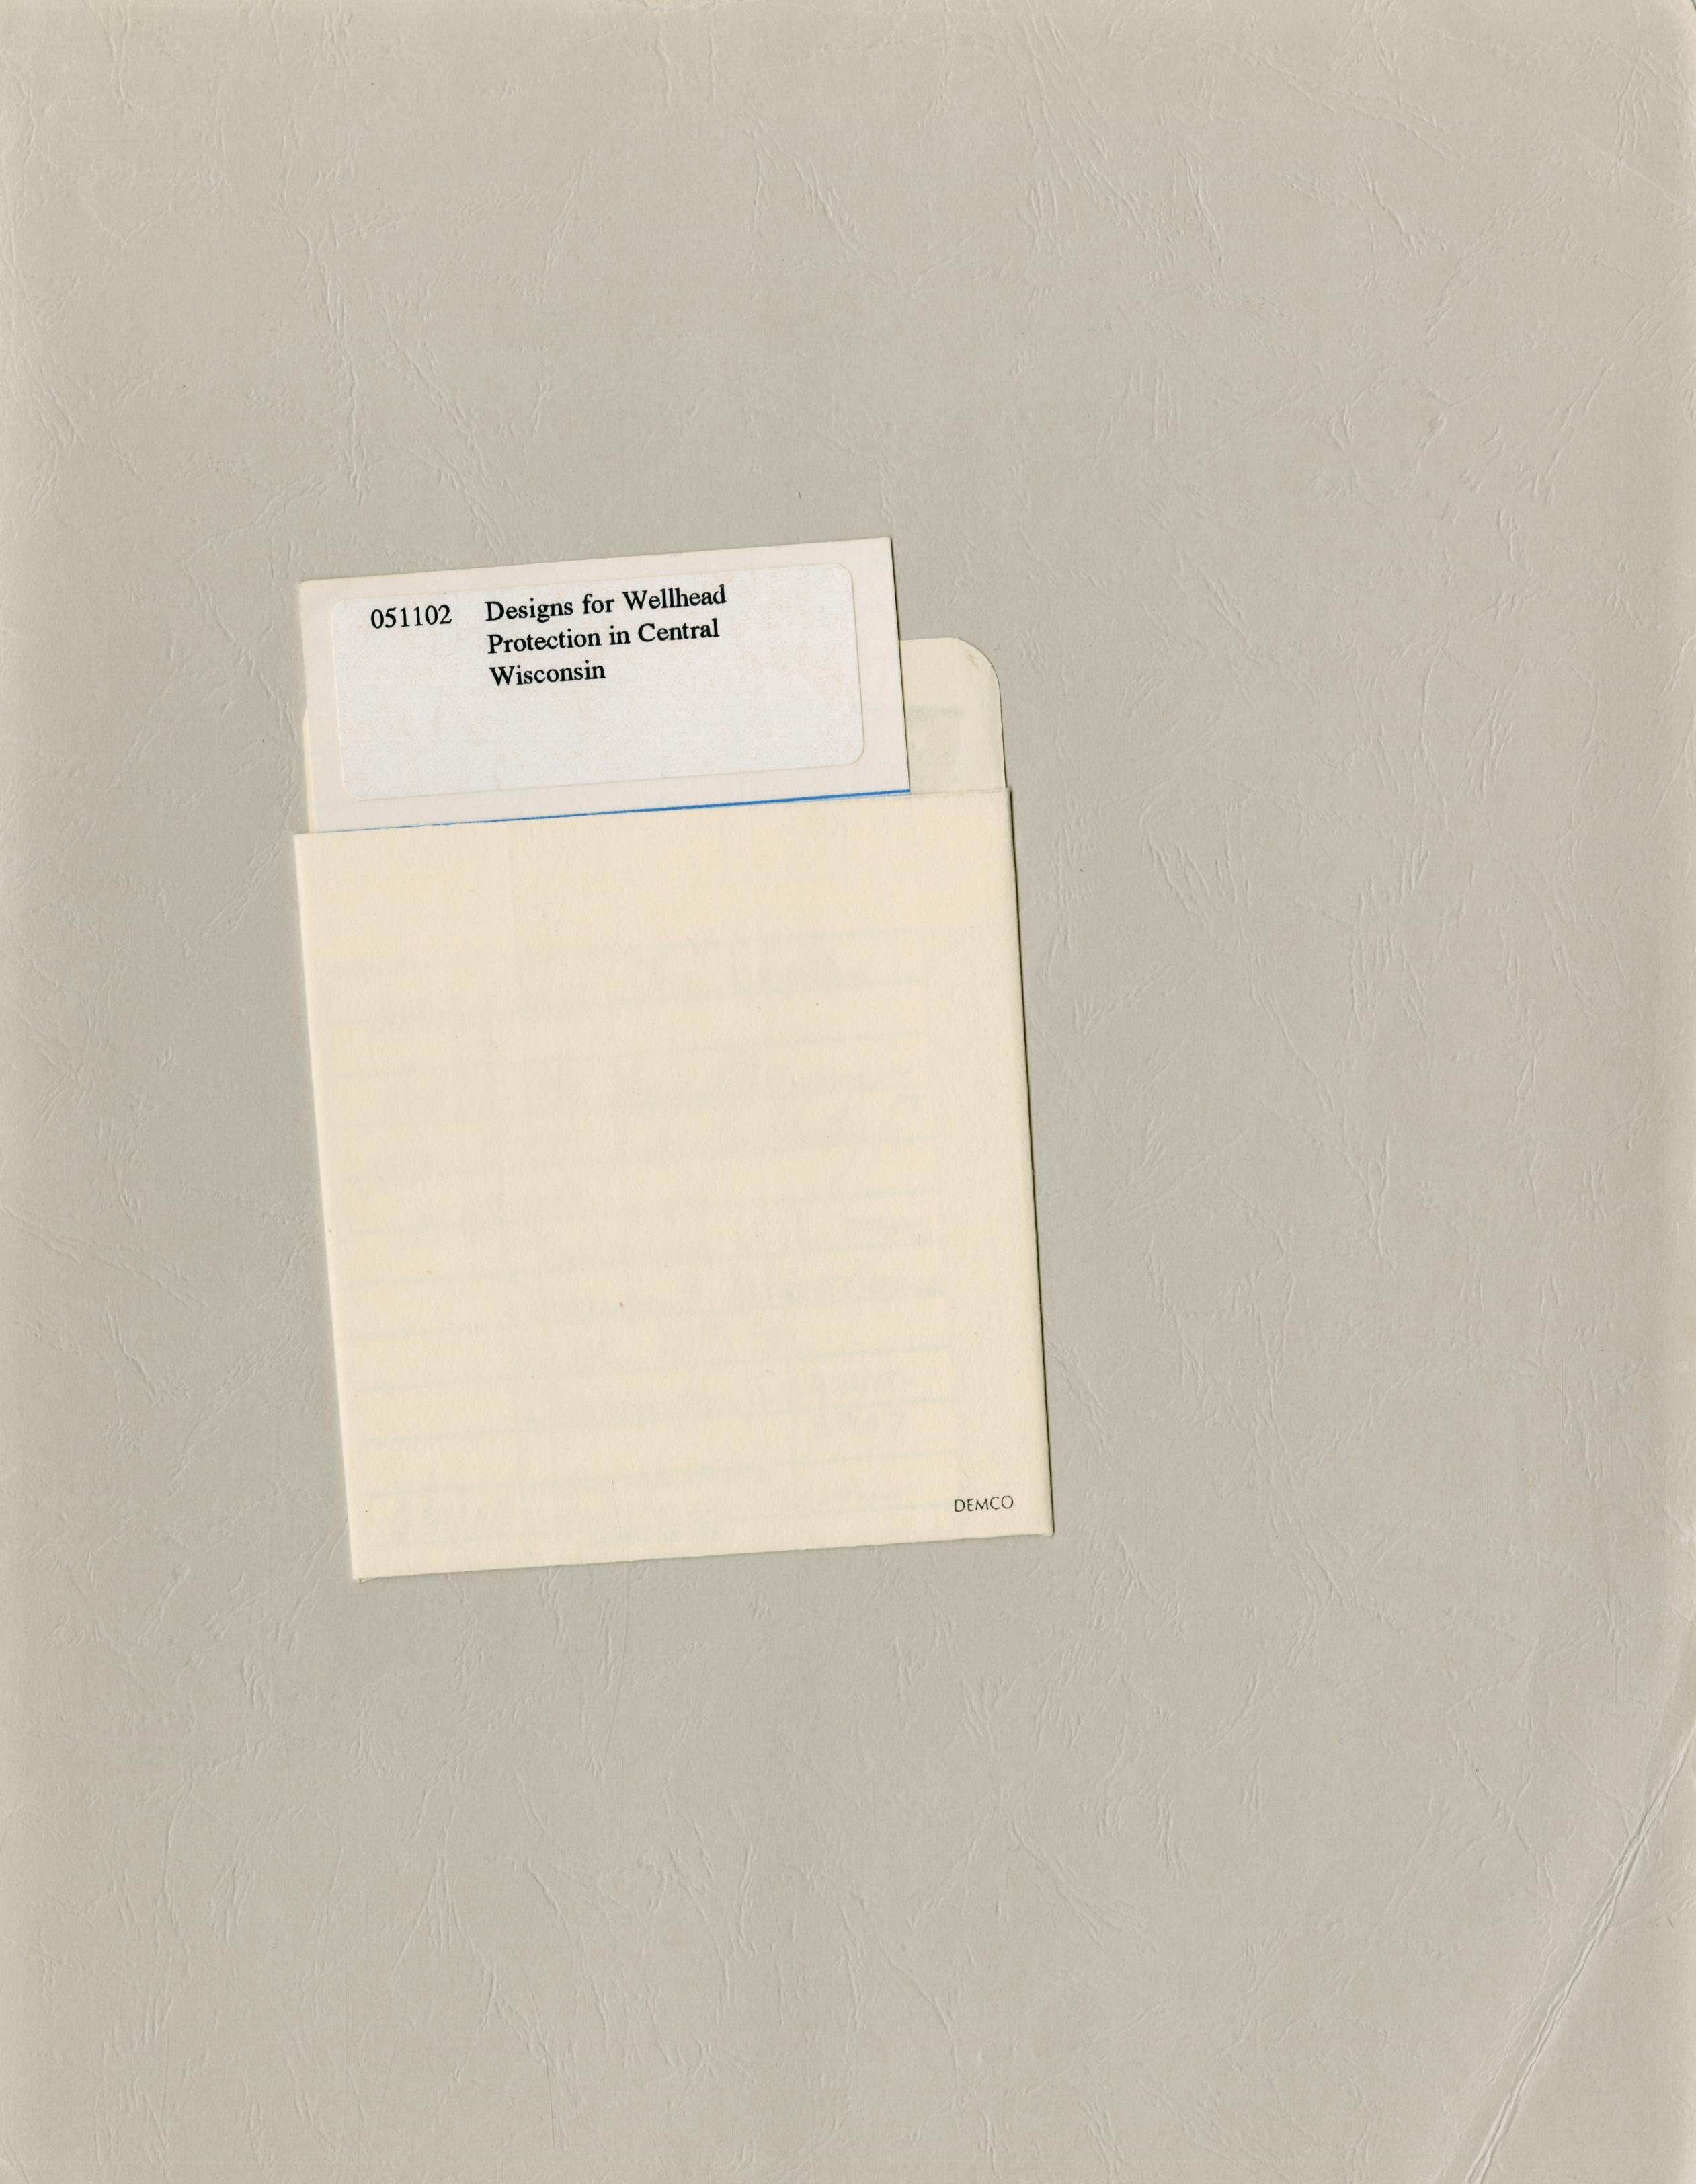 051102 Designs for Wellhead
Protection in Central
Wisconsin
DEMCO